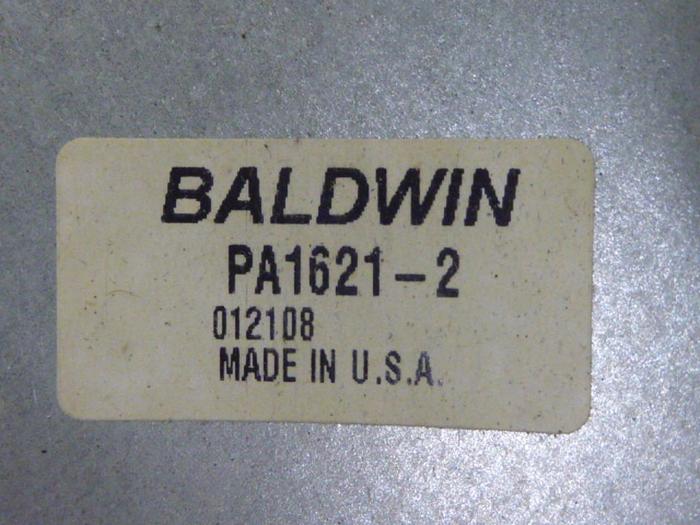 BALDWIN
PA1621-2
012108
MADE IN U.S.A.